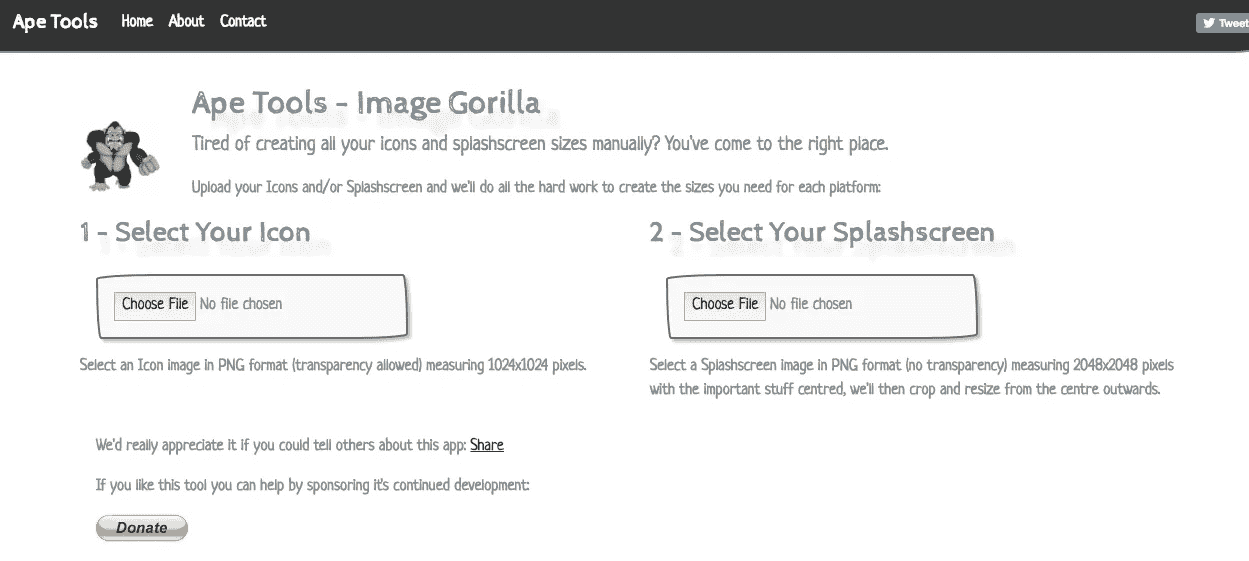 Ape Tools Home About Contact Tweet
Ape Tools - Image Gorilla
Tired of creating all your icons and splashscreen sizes manually? You've come to the right place.
Upload your Icons and/or Splashscreen and we'll do all the hard work to create the sizes you need for each platform:
1 - Select Your Icon
Choose File No file chosen
Select an Icon image in PNG format (transparency allowed) measuring 1024x1024 pixels.
2 - Select Your Splashscreen
Choose File No file chosen
Select a Splashscreen image in PNG format (no transparency) measuring 2048x2048 pixels
with the important stuff centred, we'll then crop and resize from the centre outwards.
We'd really appreciate it if you could tell others about this app: Share
If you like this tool you can help by sponsoring it's continued development:
Donate